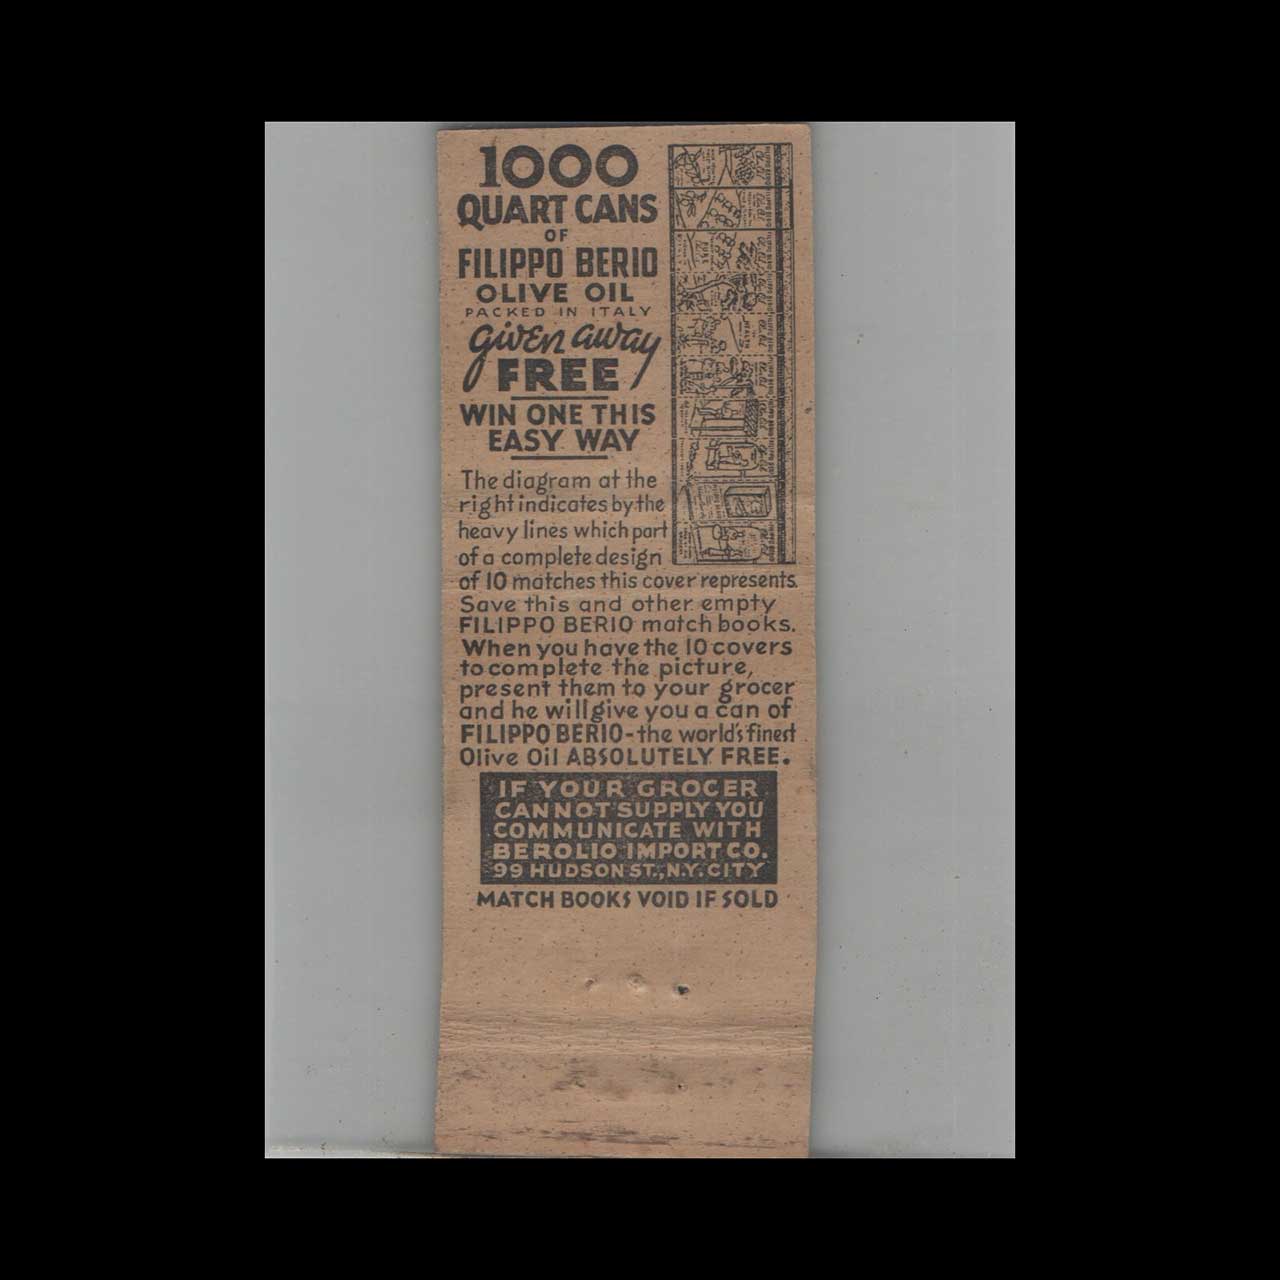 1000
QUART CANS
OF
FILIPPO BERIO
OLIVE OIL
PACKED IN ITALY
given away
FREE
WIN ONE THIS
EASY WAY
The diagram at the
right indicates by the
heavy lines which part
of a complete design
of 10 matches this cover represents.
Save this and other empty
FILIPPO BERIO match books.
When you have the 10 covers
to complete the picture,
present them to your grocer
and he will give you a can of
FILIPPO BERIO-the world's finest
Olive Oil ABSOLUTELY FREE.
IF YOUR GROCER
CANNOT SUPPLY YOU
COMMUNICATE WITH
BEROLIO IMPORT CO.
99 HUDSON ST., N.Y. CITY
MATCH BOOKS VOID IF SOLD